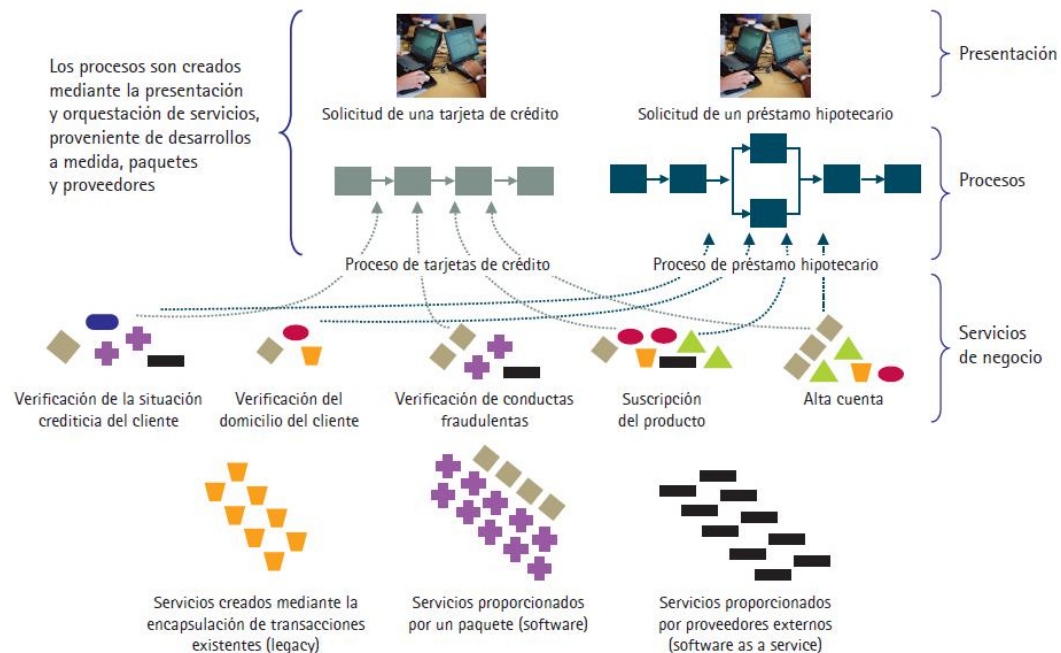 Los procesos son creados
mediante la presentación
y orquestación de servicios,
proveniente de desarrollos
a medida, paquetes
y proveedores
Presentación
Solicitud de una tarjeta de crédito
Solicitud de un préstamo hipotecario
Procesos
Proceso de tarjetas de crédito
Proceso de préstamo hipotecario
Servicios
de negocio
Verificación de la situación
crediticia del cliente
Verificación del
domicilio del cliente
Verificación de conductas
fraudulentas
Suscripción
del producto
Alta cuenta
Servicios creados mediante la
encapsulación de transacciones
existentes (legacy)
Servicios proporcionados
por un paquete (software)
Servicios proporcionados
por proveedores externos
(software as a service)